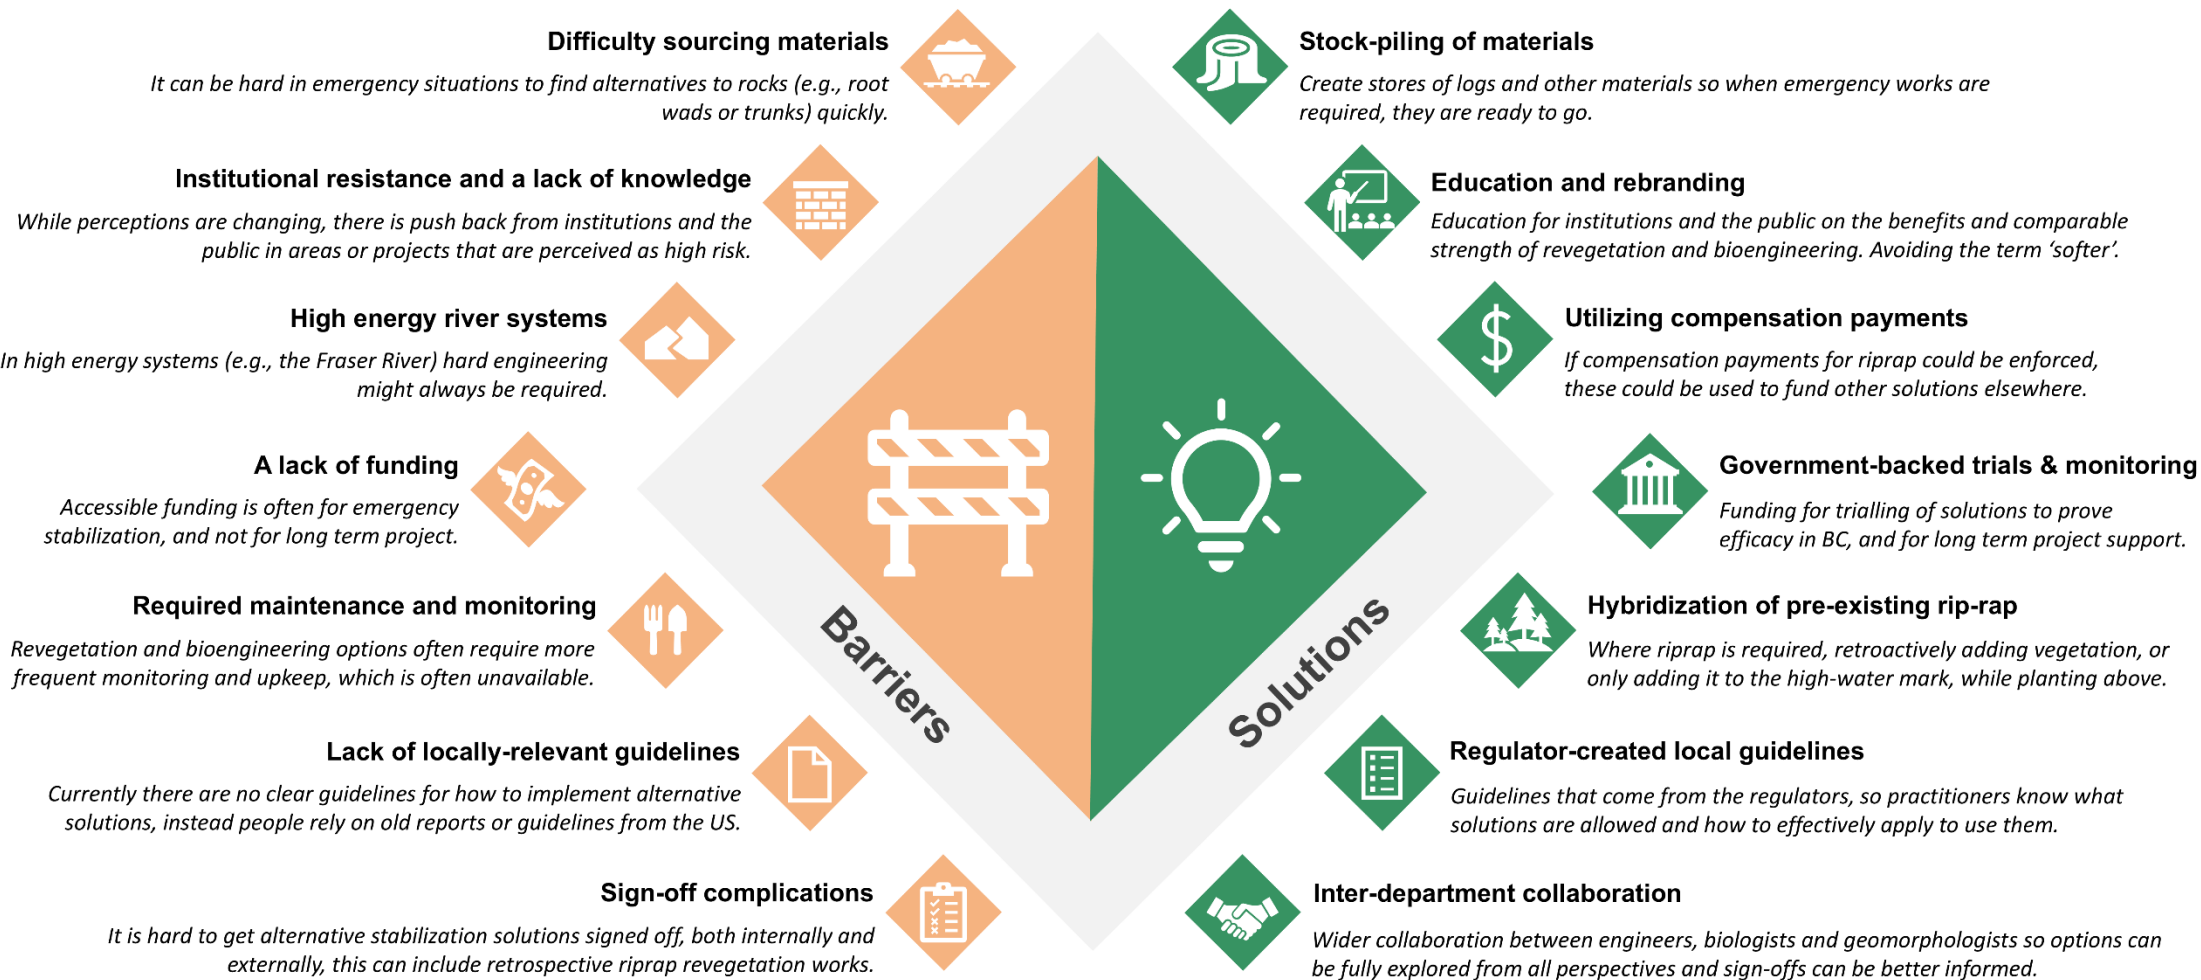 Difficulty sourcing materials
It can be hard in emergency situations to find alternatives to rocks (e.g., root
wads or trunks) quickly.
Institutional resistance and a lack of knowledge
While perceptions are changing, there is push back from institutions and the
public in areas or projects that are perceived as high risk.
High energy river systems
In high energy systems (e.g., the Fraser River) hard engineering
might always be required.
A lack of funding
Accessible funding is often for emergency
stabilization, and not for long term project.
Required maintenance and monitoring
Revegetation and bioengineering options often require more
frequent monitoring and upkeep, which is often unavailable.
Lack of locally-relevant guidelines
Currently there are no clear guidelines for how to implement alternative
solutions, instead people rely on old reports or guidelines from the US.
Sign-off complications
It is hard to get alternative stabilization solutions signed off, both internally and
externally, this can include retrospective riprap revegetation works.
Barriers
Solutions
Stock-piling of materials
Create stores of logs and other materials so when emergency works are
required, they are ready to go.
Education and rebranding
Education for institutions and the public on the benefits and comparable
strength of revegetation and bioengineering. Avoiding the term ‘softer’.
Utilizing compensation payments
If compensation payments for riprap could be enforced,
these could be used to fund other solutions elsewhere.
Government-backed trials & monitoring
Funding for trialling of solutions to prove
efficacy in BC, and for long term project support.
Hybridization of pre-existing rip-rap
Where riprap is required, retroactively adding vegetation, or
only adding it to the high-water mark, while planting above.
Regulator-created local guidelines
Guidelines that come from the regulators, so practitioners know what
solutions are allowed and how to effectively apply to use them.
Inter-department collaboration
Wider collaboration between engineers, biologists and geomorphologists so options can
be fully explored from all perspectives and sign-offs can be better informed.